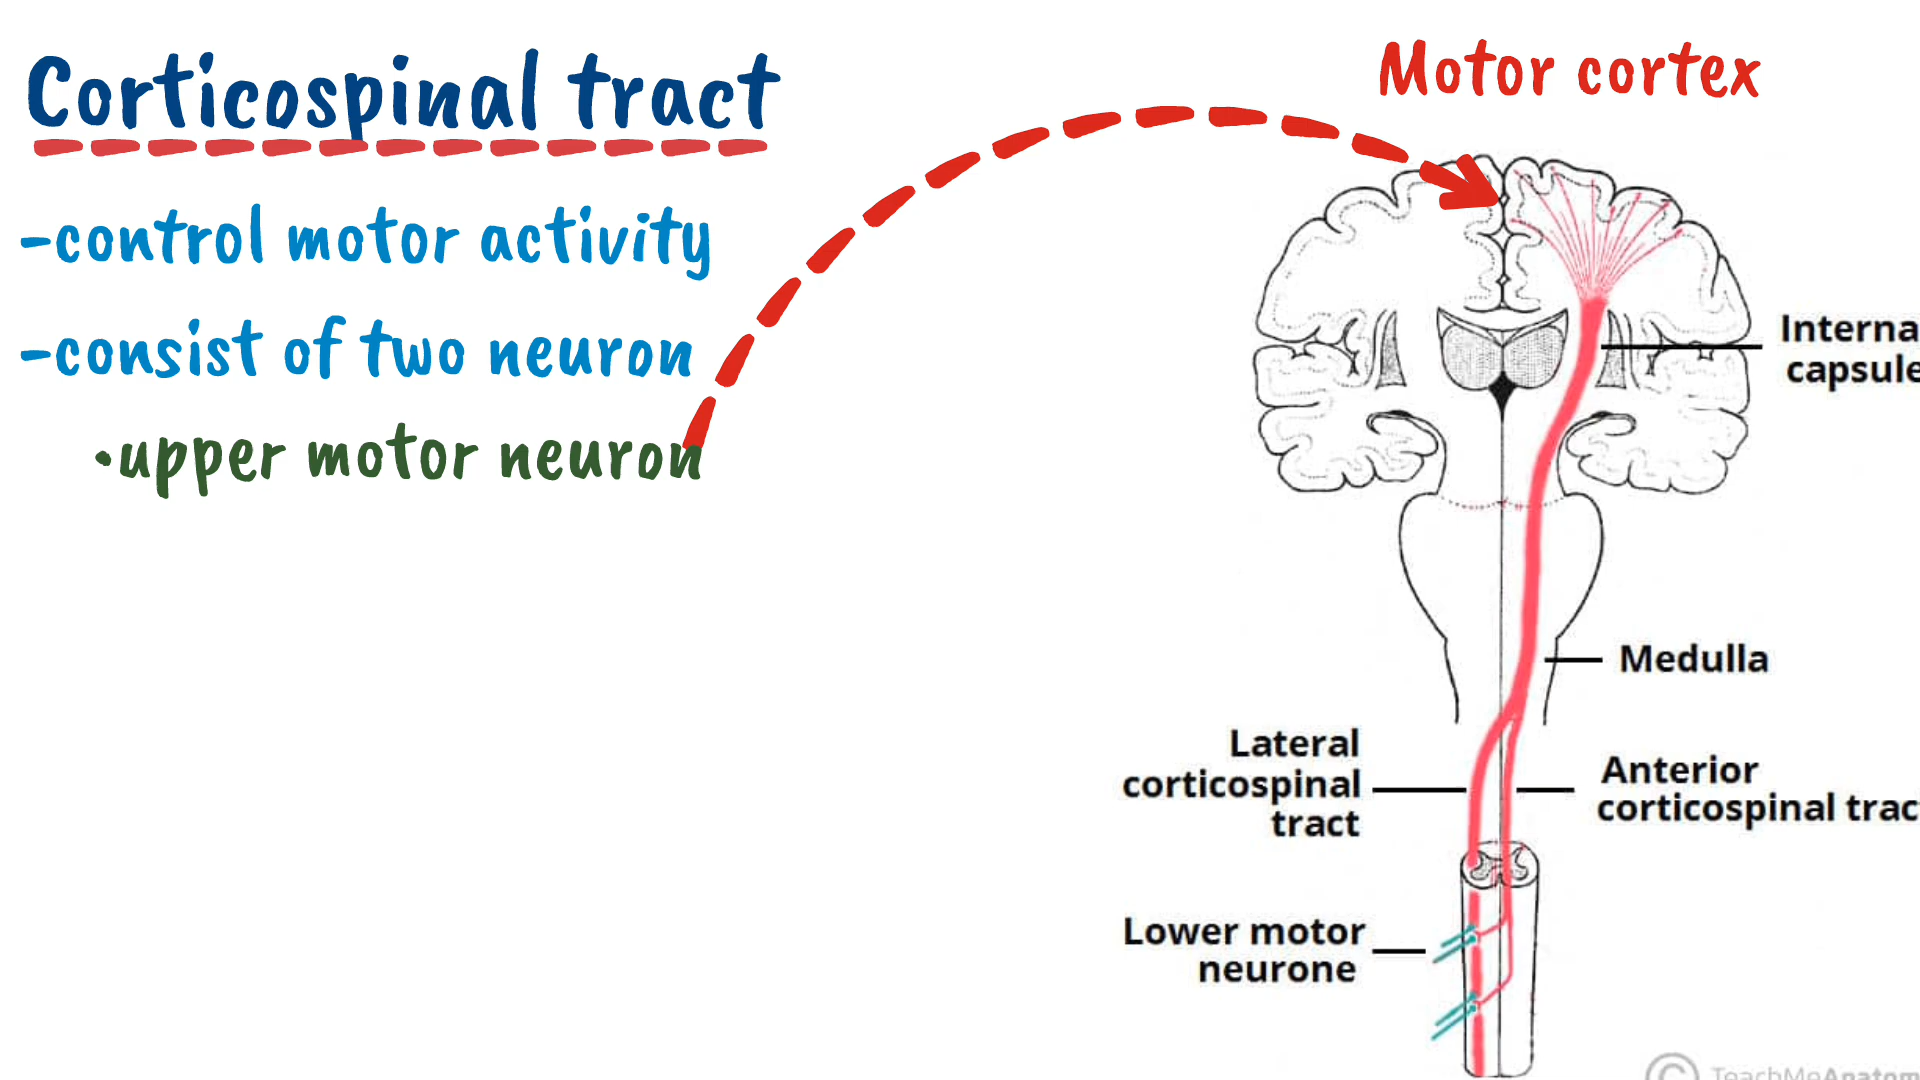 Corticospinal tract
-control motor activity
-consist of two neuron
•upper motor neuron
Motor cortex
Interna
capsule
Medulla
Lateral
corticospinal
tract
Anterior
corticospinal trac
Lower motor
neurone
© TeachMeAnatom